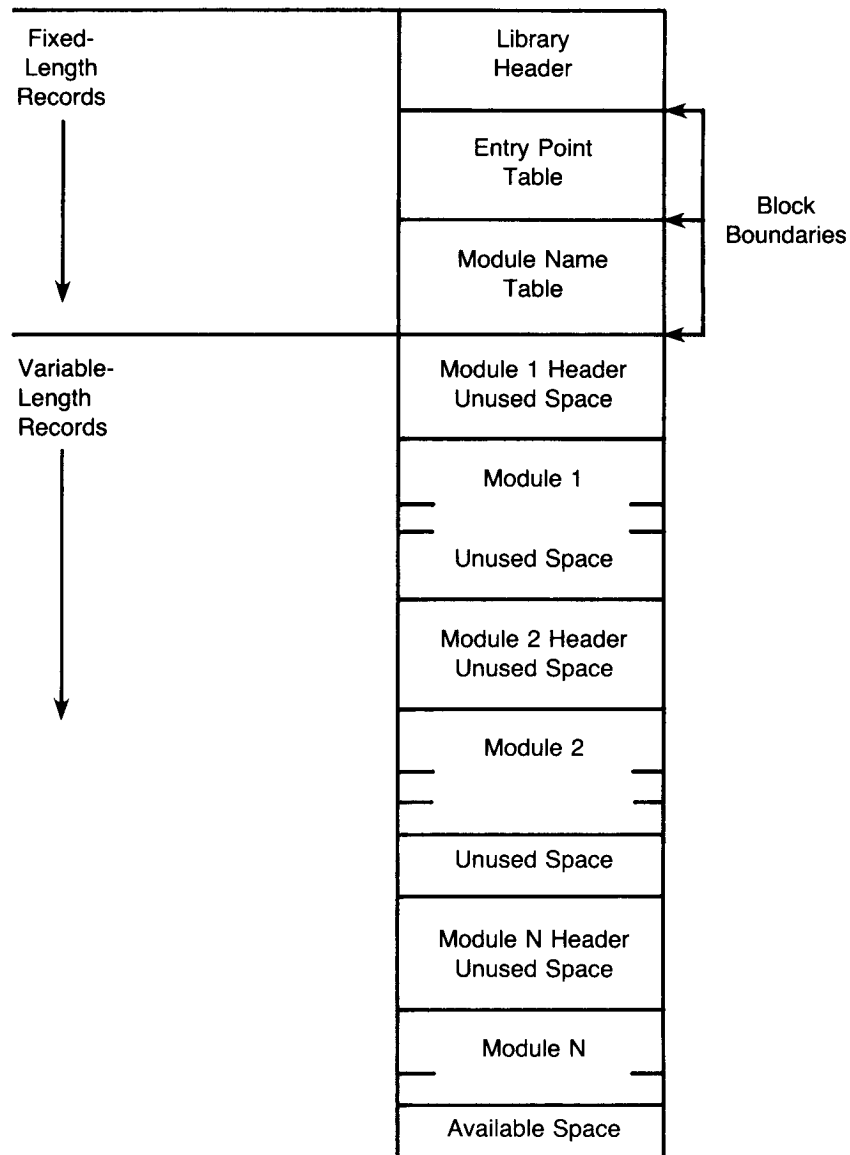 Fixed-
Length
Records
Library
Header
Entry Point
Table
Block
Boundaries
Module Name
Table
Variable-
Length
Records
Module 1 Header
Unused Space
Module 1
Unused Space
Module 2 Header
Unused Space
Module 2
Unused Space
Module N Header
Unused Space
Module N
Available Space